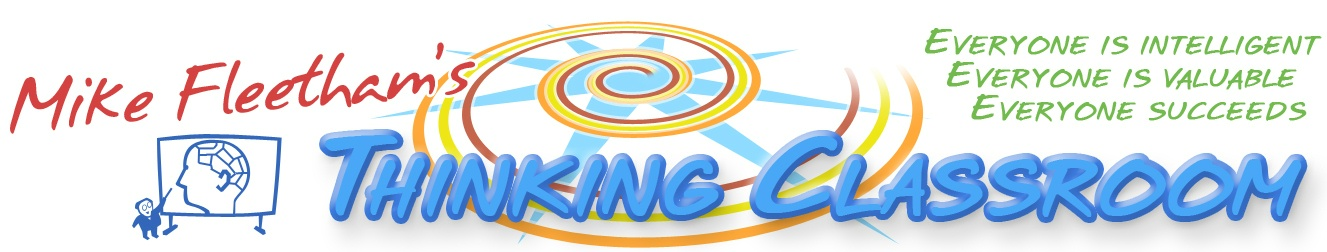 Mike Fleetham's
THINKING CLASSROOM
EVERYONE IS INTELLIGENT
EVERYONE IS VALUABLE
EVERYONE SUCCEEDS